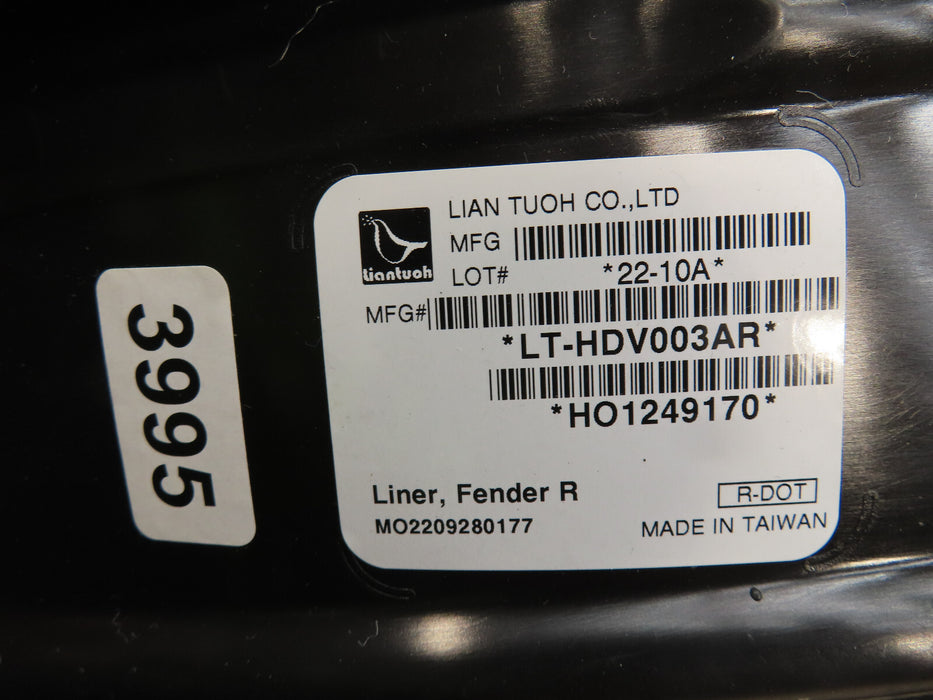 3995
LIAN TUOH CO.,LTD
Liantuoh
MFG
LOT# *22-10A*
MFG#
*LT-HDV003AR*
*HO1249170*
Liner, Fender R
R-DOT
MO2209280177
MADE IN TAIWAN